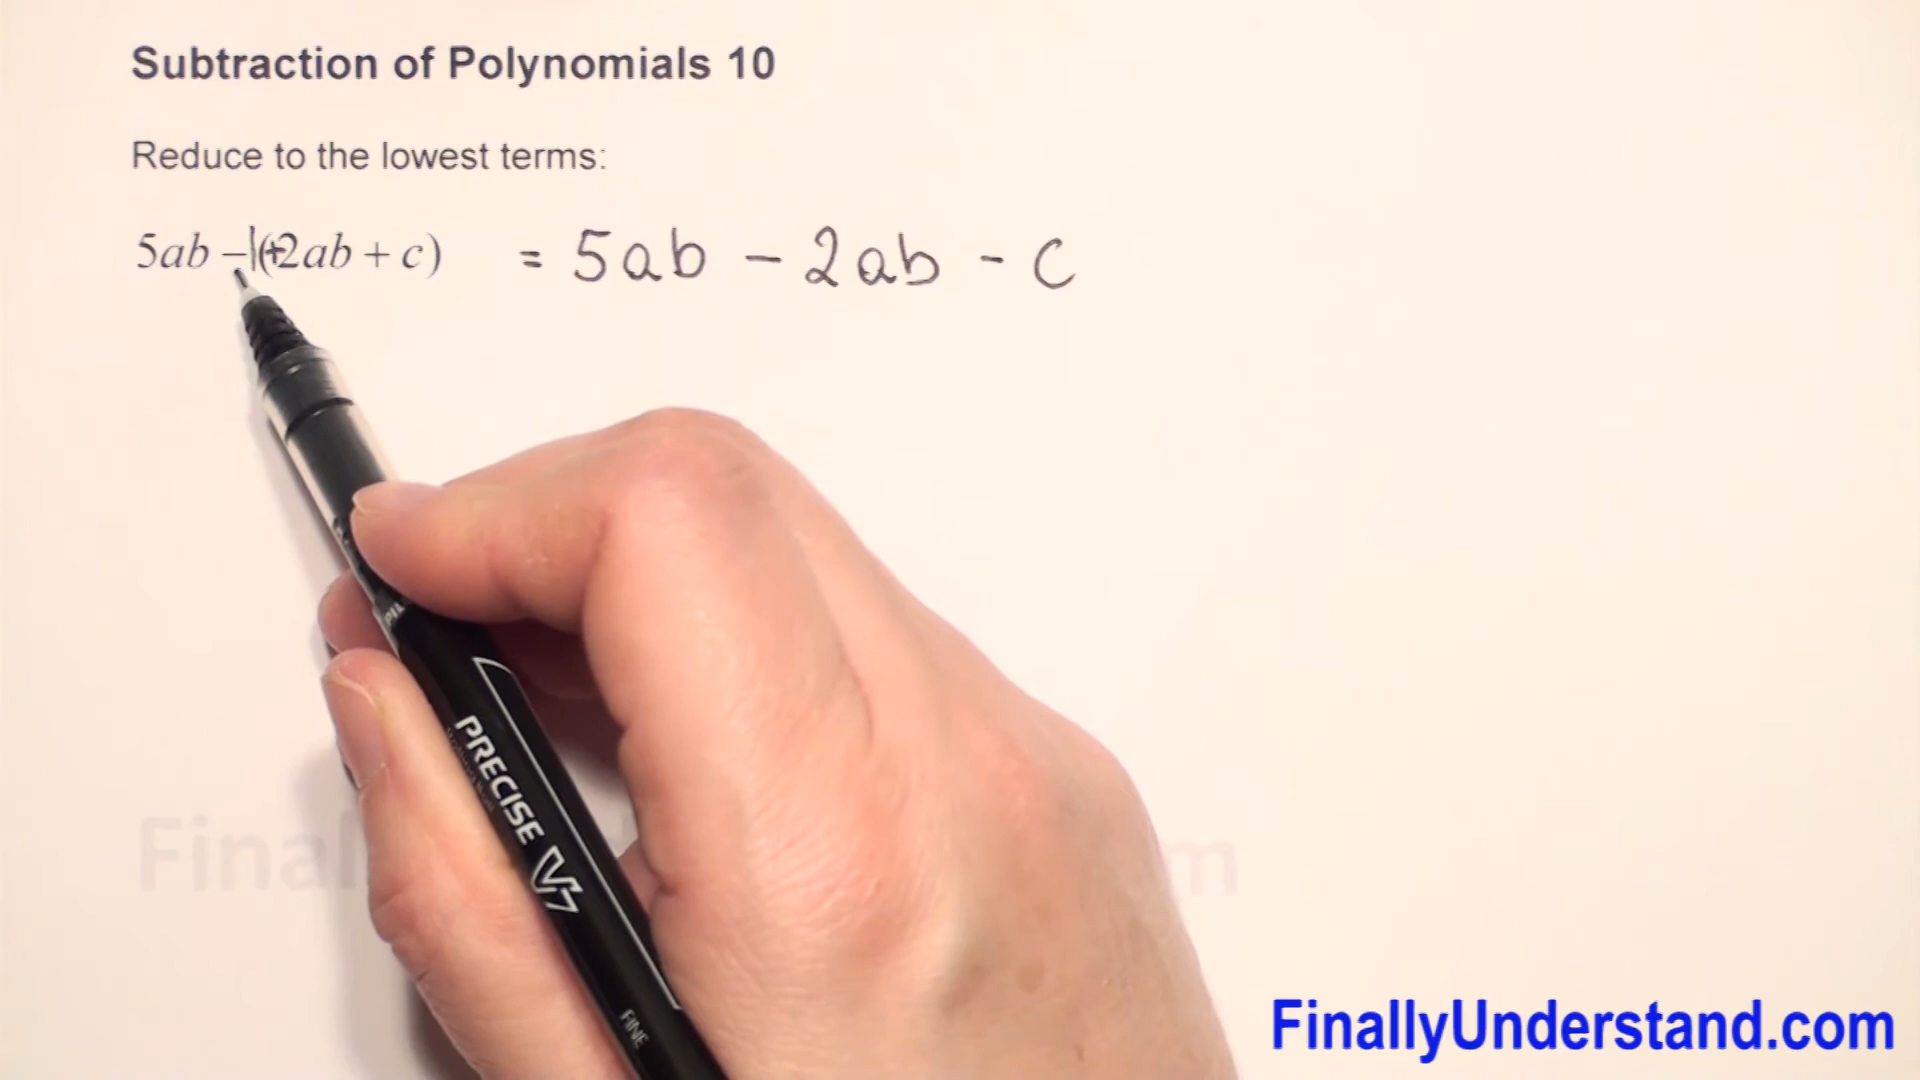 Subtraction of Polynomials 10
Reduce to the lowest terms:
5ab –1(+2ab + c) = 5ab - 2ab - c
PIL
PRECISE V7
FINE
FinallyUnderstand.com